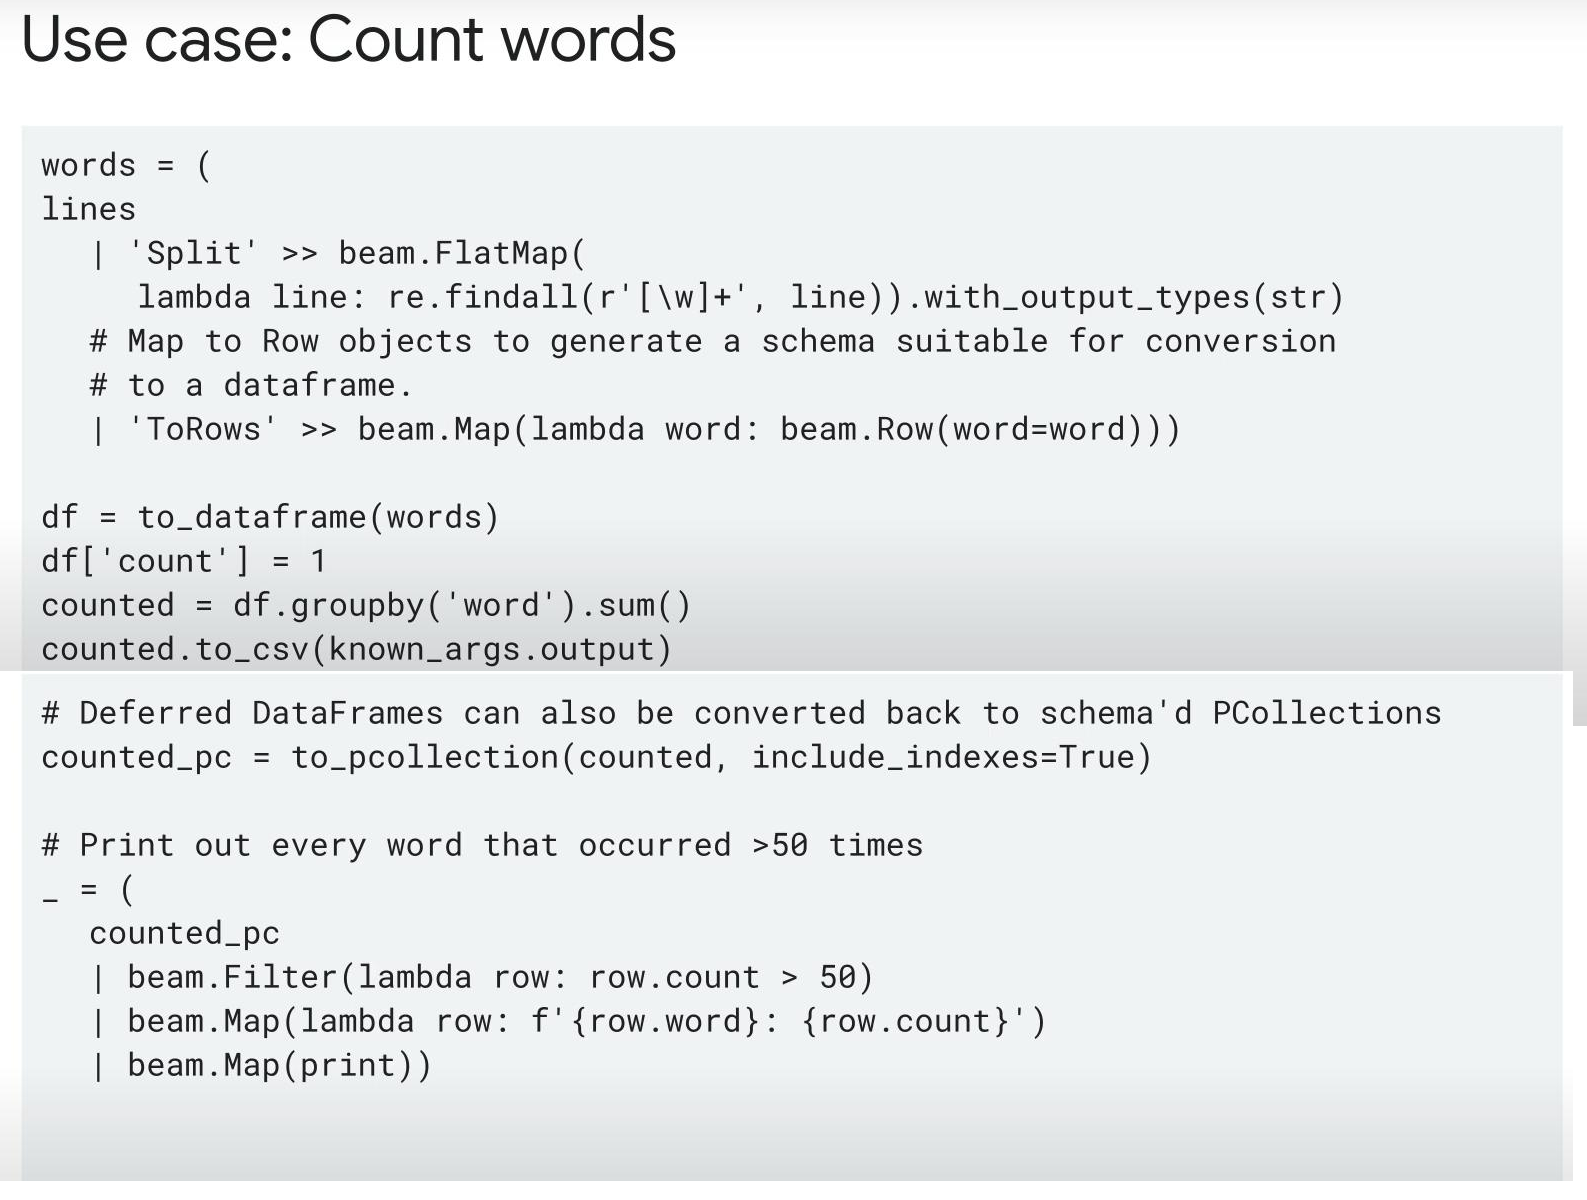 Use case: Count words
words = (
lines
   | 'Split' >> beam.FlatMap(
      lambda line: re.findall(r'[\w]+', line)).with_output_types(str)
   # Map to Row objects to generate a schema suitable for conversion
   # to a dataframe.
   | 'ToRows' >> beam.Map(lambda word: beam.Row(word=word)))
df = to_dataframe(words)
df['count'] = 1
counted = df.groupby('word').sum()
counted.to_csv(known_args.output)
# Deferred DataFrames can also be converted back to schema'd PCollections
counted_pc = to_pcollection(counted, include_indexes=True)
# Print out every word that occurred >50 times
_ = (
   counted_pc
   | beam.Filter(lambda row: row.count > 50)
   | beam.Map(lambda row: f'{row.word}: {row.count}')
   | beam.Map(print))